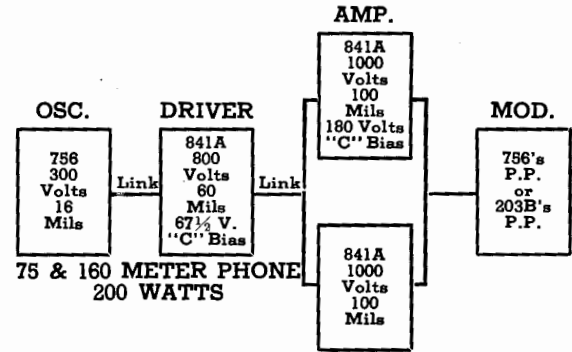 AMP.
841A
1000
Volts
100
Mils
180 Volts
"C" Bias
OSC.
756
300
Volts
16
Mils
Link
DRIVER
841A
800
Volts
60
Mils
67½ V.
"C" Bias
Link
MOD.
756's
P.P.
or
203B's
P.P.
841A
1000
Volts
100
Mils
75 & 160 METER PHONE
200 WATTS